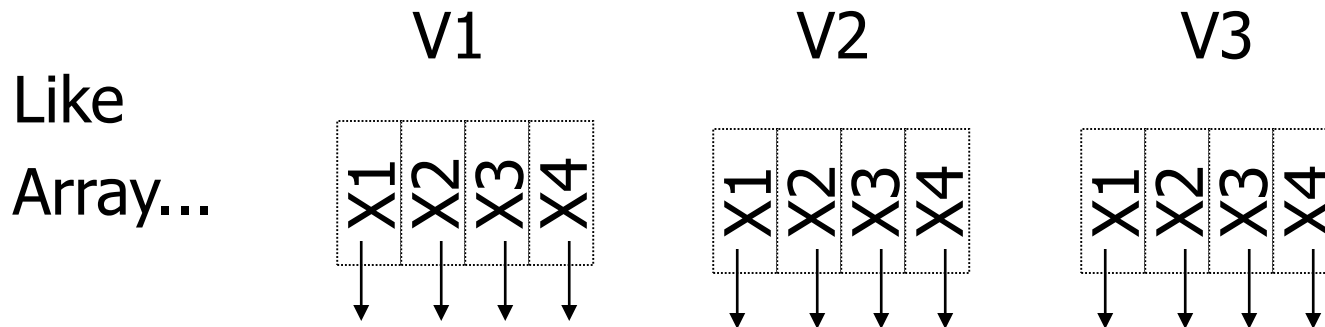 V1 V2 V3
Like
Array...
X1 X2 X3 X4 X1 X2 X3 X4 X1 X2 X3 X4